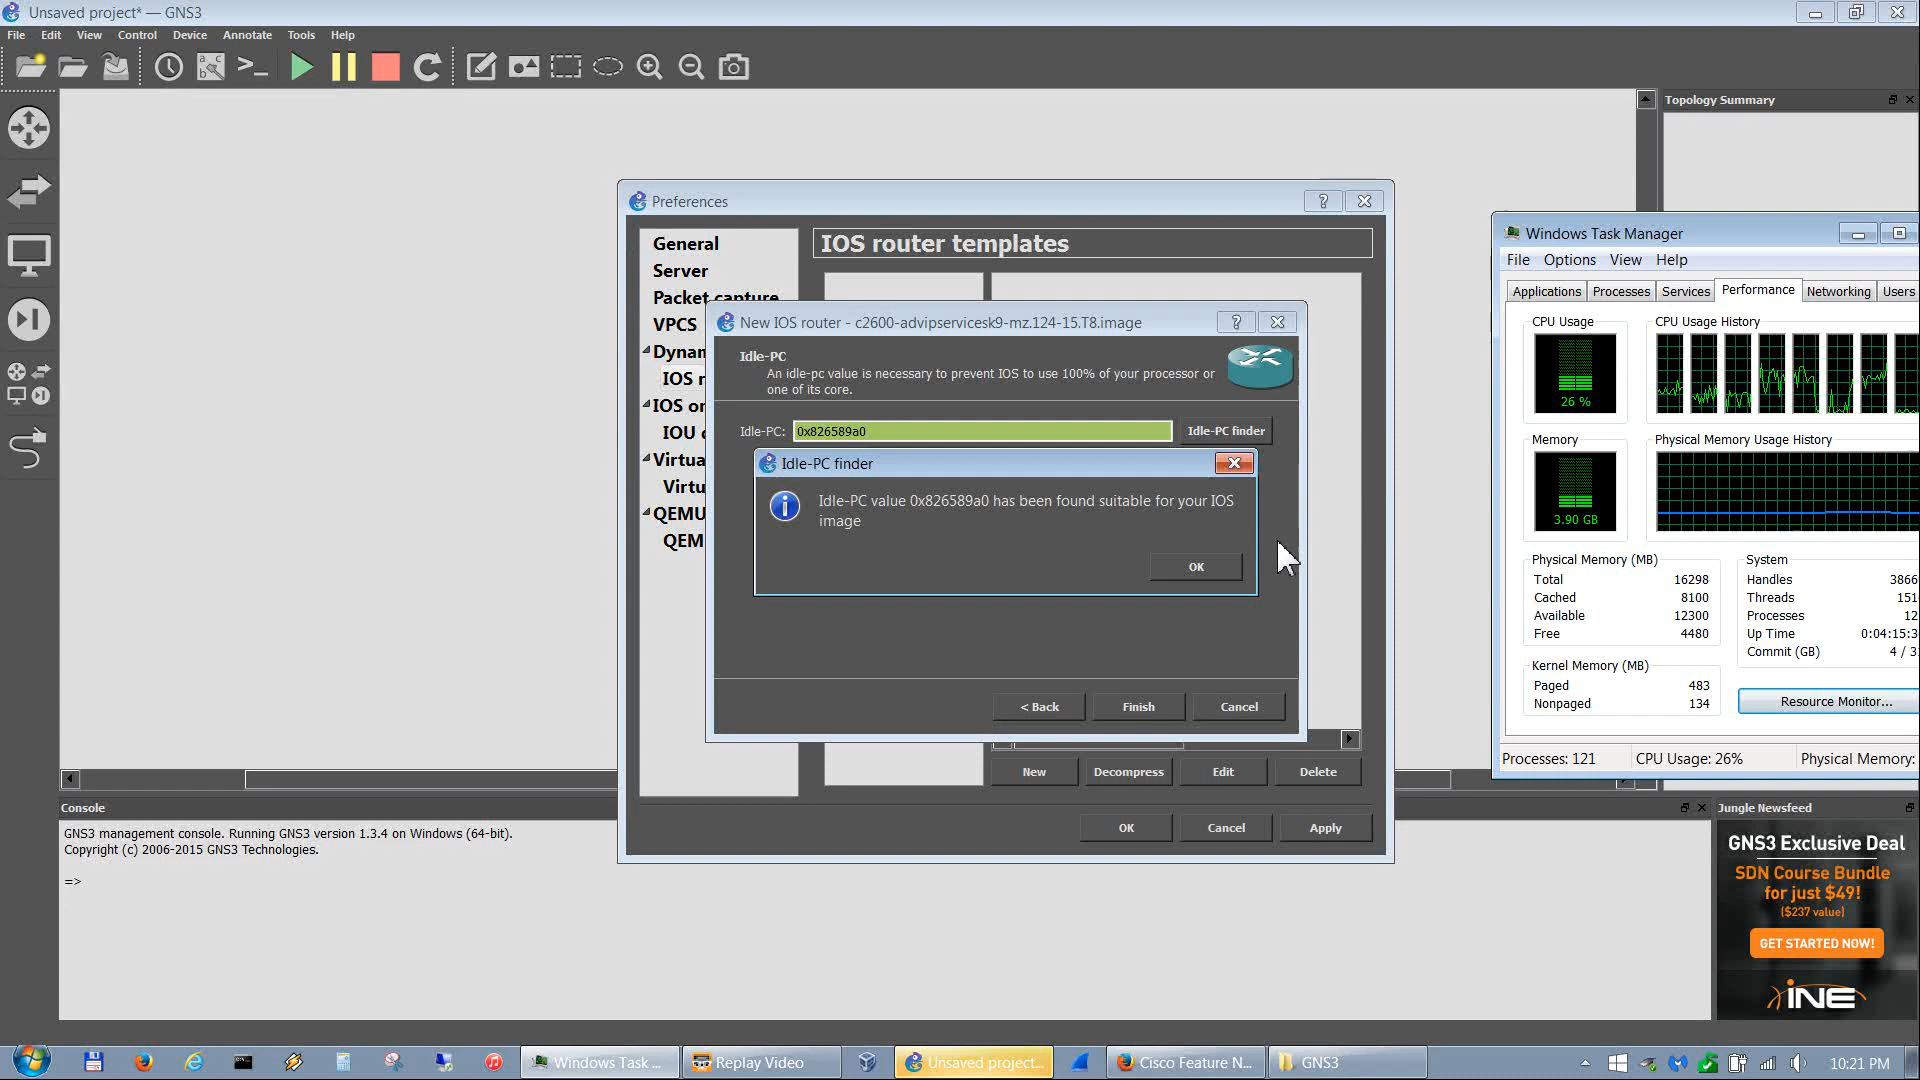 Unsaved project* — GNS3
File Edit View Control Device Annotate Tools Help
Topology Summary
Preferences
General
Server
Packet capture
VPCS
Dynam
IOS r
IOS on
IOU
Virtua
Virtu
QEMU
QEM
IOS router templates
New IOS router - c2600-advipservicesk9-mz.124-15.T8.image
Idle-PC
An idle-pc value is necessary to prevent IOS to use 100% of your processor or
one of its core.
Idle-PC: 0x826589a0 Idle-PC finder
Idle-PC finder
Idle-PC value 0x826589a0 has been found suitable for your IOS
image
OK
< Back Finish Cancel
New Decompress Edit Delete
OK Cancel Apply
Windows Task Manager
File Options View Help
Applications Processes Services Performance Networking Users
CPU Usage CPU Usage History
26 %
Memory Physical Memory Usage History
3.90 GB
Physical Memory (MB)
Total 16298
Cached 8100
Available 12300
Free 4480
Kernel Memory (MB)
Paged 483
Nonpaged 134
System
Handles 3866
Threads 151
Processes 12
Up Time 0:04:15:3
Commit (GB) 4 / 3
Resource Monitor...
Processes: 121 CPU Usage: 26% Physical Memory:
Console
GNS3 management console. Running GNS3 version 1.3.4 on Windows (64-bit).
Copyright (c) 2006-2015 GNS3 Technologies.
=>
Jungle Newsfeed
GNS3 Exclusive Deal
SDN Course Bundle
for just $49!
($237 value)
GET STARTED NOW!
INE
Windows Task ... Replay Video Unsaved project... Cisco Feature N... GNS3 10:21 PM